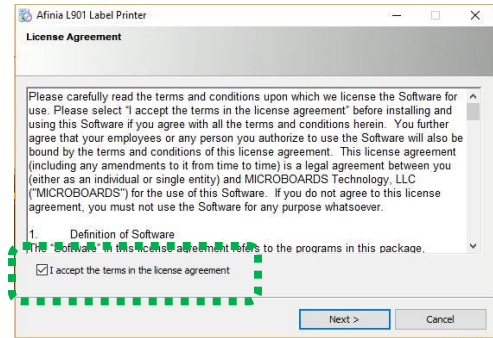 Afinia L901 Label Printer
License Agreement
Please carefully read the terms and conditions upon which we license the Software for
use. Please select "I accept the terms in the license agreement" before installing and
using this Software if you agree with all the terms and conditions herein. You further
agree that your employees or any person you authorize to use the Software will also be
bound by the terms and conditions of this license agreement. This license agreement
(including any amendments to it from time to time) is a legal agreement between you
(either as an individual or single entity) and MICROBOARDS Technology, LLC
("MICROBOARDS") for the use of this Software. If you do not agree to this license
agreement, you must not use the Software for any purpose whatsoever.
1. Definition of Software
The "Software" in this license agreement refers to the programs in this package,
I accept the terms in the license agreement
Next > Cancel